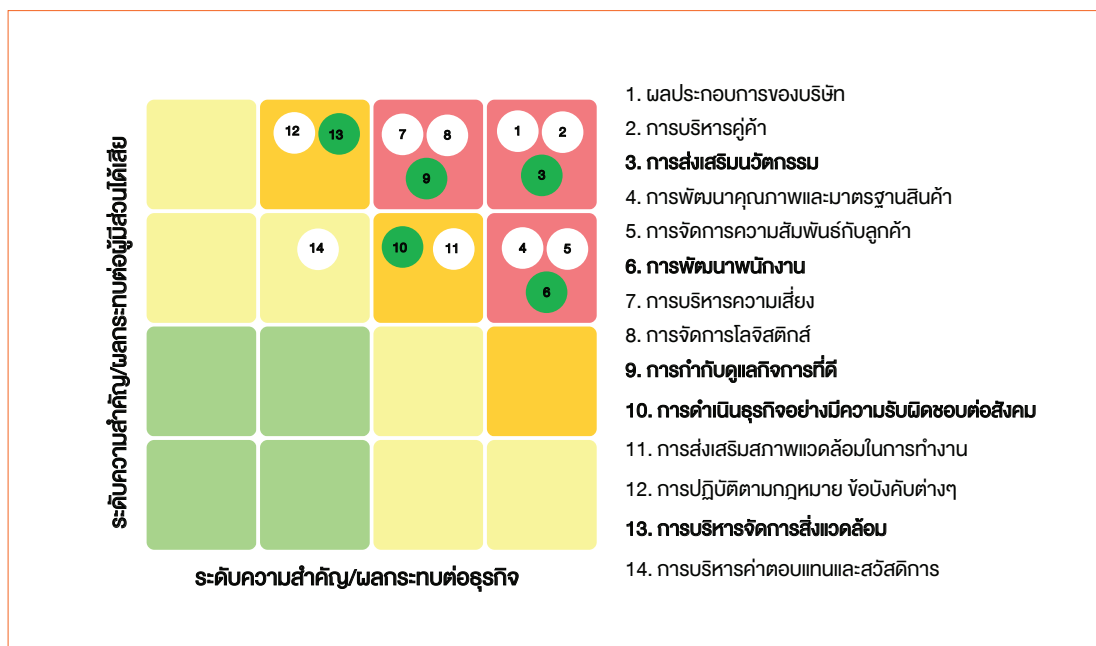 ระดับความสำคัญ/ผลกระทบต่อผู้มีส่วนได้เสีย
12 13 7 8 1 2
9 3
14 10 11 4 5
6
ระดับความสำคัญ/ผลกระทบต่อธุรกิจ
1. ผลประกอบการของบริษัท
2. การบริหารคู่ค้า
3. การส่งเสริมนวัตกรรม
4. การพัฒนาคุณภาพและมาตรฐานสินค้า
5. การจัดการความสัมพันธ์กับลูกค้า
6. การพัฒนาพนักงาน
7. การบริหารความเสี่ยง
8. การจัดการโลจิสติกส์
9. การกำกับดูแลกิจการที่ดี
10. การดำเนินธุรกิจอย่างมีความรับผิดชอบต่อสังคม
11. การส่งเสริมสภาพแวดล้อมในการทำงาน
12. การปฏิบัติตามกฎหมาย ข้อบังคับต่างๆ
13. การบริหารจัดการสิ่งแวดล้อม
14. การบริหารค่าตอบแทนและสวัสดิการ